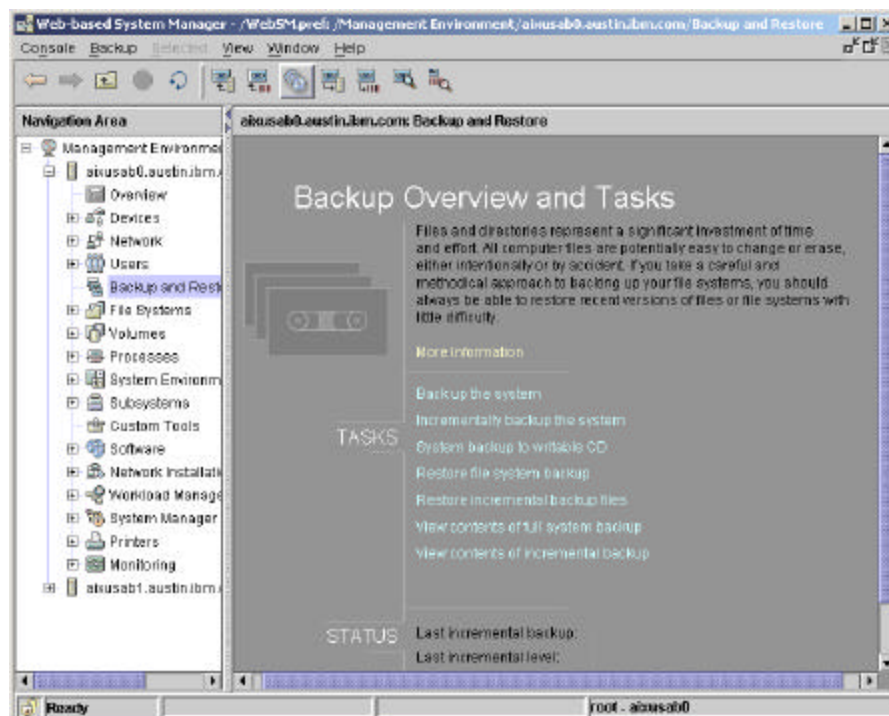 Web-based System Manager - /WebSM.pref: /Management Environment/aixusab0.austin.ibm.com/Backup and Restore
Console Backup Selected View Window Help
Navigation Area
aixusab0.austin.ibm.com: Backup and Restore
Management Environmen
aixusab0.austin.ibm.
Overview
Devices
Network
Users
Backup and Rest
File Systems
Volumes
Processes
System Environm
Subsystems
Custom Tools
Software
Network Installati
Workload Manage
System Manager
Printers
Monitoring
aixusab1.austin.ibm.
Backup Overview and Tasks
Files and directories represent a significant investment of time
and effort. All computer files are potentially easy to change or erase,
either intentionally or by accident. If you take a careful and
methodical approach to backing up your file systems, you should
always be able to restore recent versions of files or file systems with
little difficulty.
More Information
TASKS
Back up the system
Incrementally backup the system
System backup to writable CD
Restore file system backup
Restore incremental backup files
View contents of full system backup
View contents of incremental backup
STATUS
Last incremental backup:
Last incremental level:
Ready
root - aixusab0